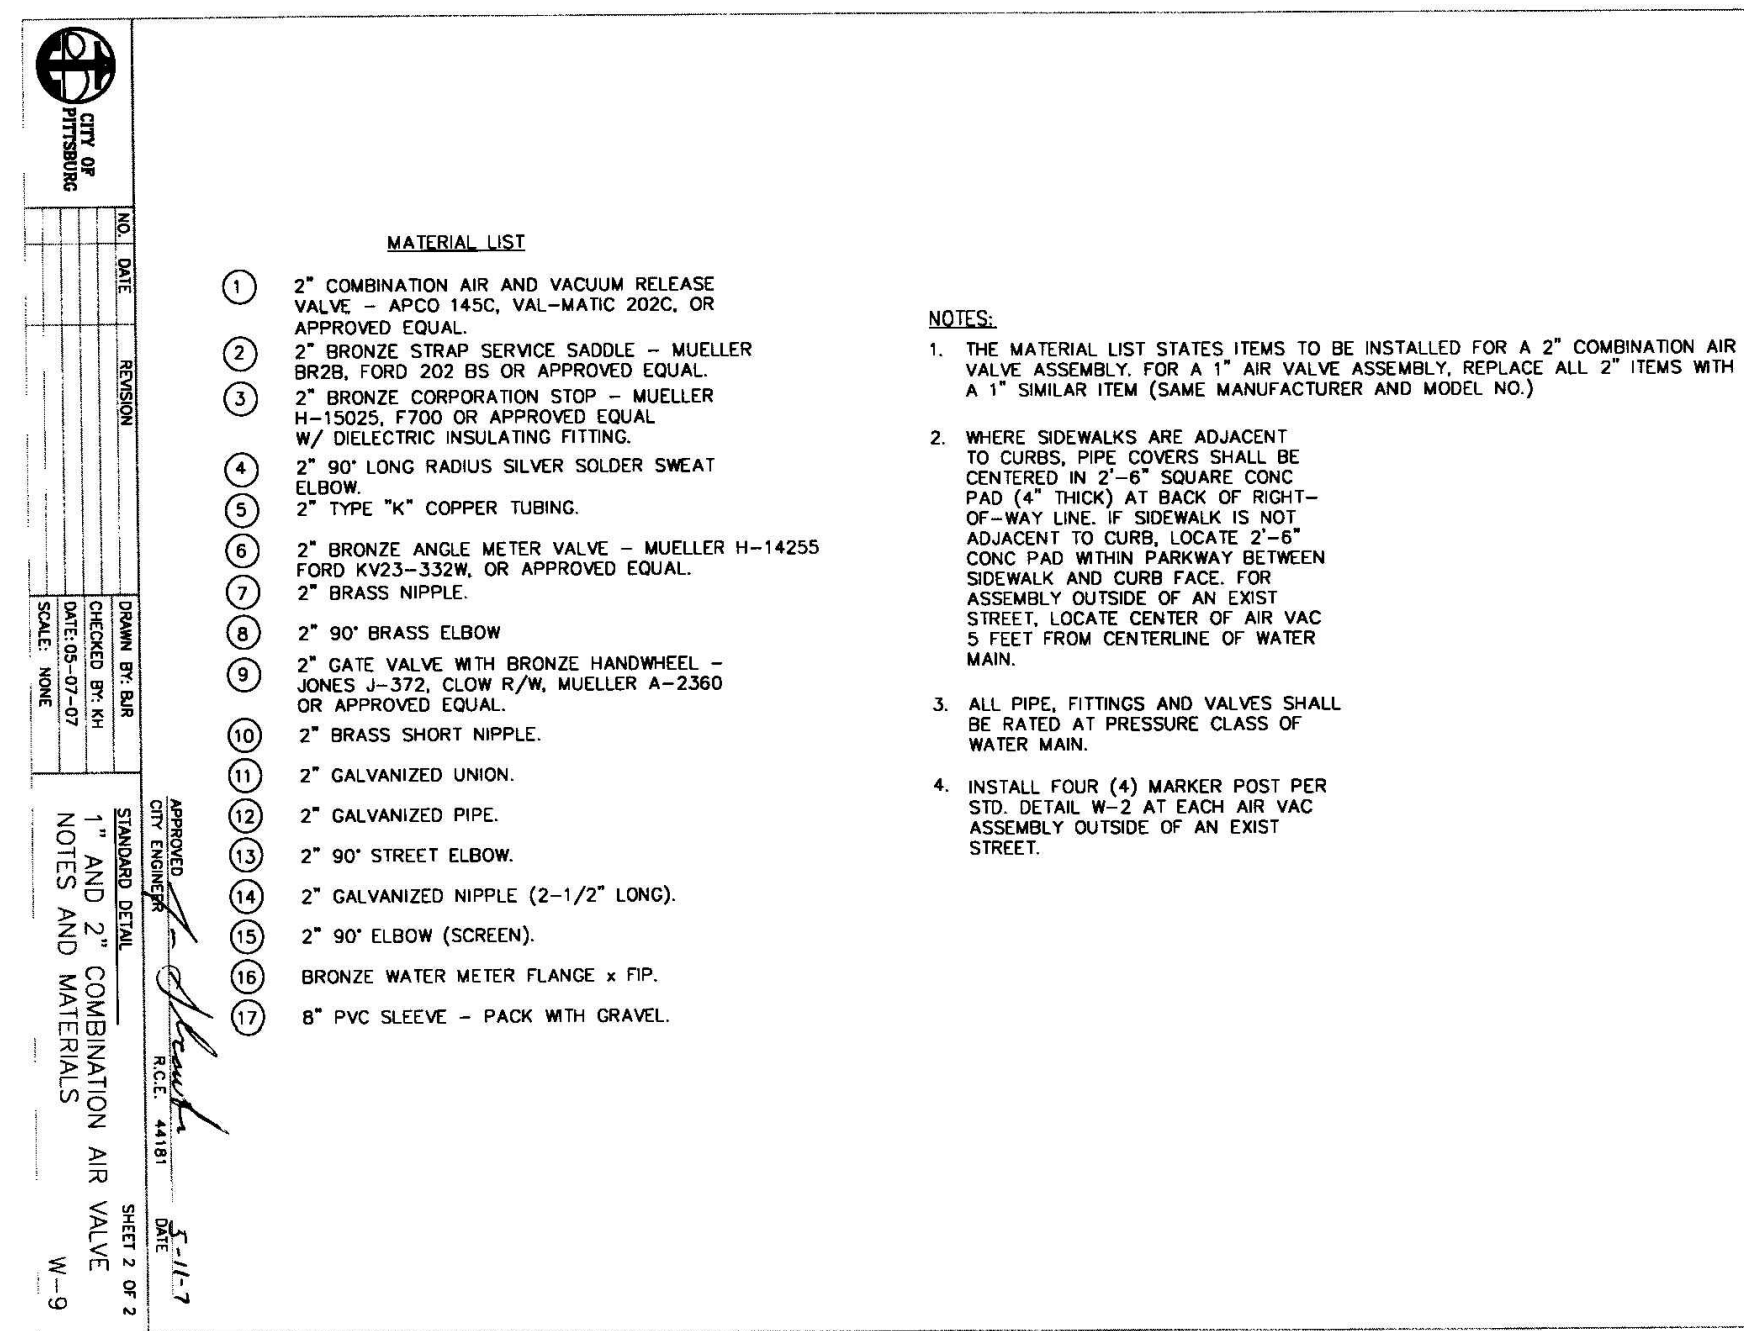 MATERIAL LIST
1 2" COMBINATION AIR AND VACUUM RELEASE
VALVE - APCO 145C, VAL-MATIC 202C, OR
APPROVED EQUAL.
2 2" BRONZE STRAP SERVICE SADDLE - MUELLER
BR2B, FORD 202 BS OR APPROVED EQUAL.
3 2" BRONZE CORPORATION STOP - MUELLER
H-15025, F700 OR APPROVED EQUAL
W/ DIELECTRIC INSULATING FITTING.
4 2" 90° LONG RADIUS SILVER SOLDER SWEAT
ELBOW.
5 2" TYPE "K" COPPER TUBING.
6 2" BRONZE ANGLE METER VALVE - MUELLER H-14255
FORD KV23-332W, OR APPROVED EQUAL.
7 2" BRASS NIPPLE.
8 2" 90° BRASS ELBOW
9 2" GATE VALVE WITH BRONZE HANDWHEEL -
JONES J-372, CLOW R/W, MUELLER A-2360
OR APPROVED EQUAL.
10 2" BRASS SHORT NIPPLE.
11 2" GALVANIZED UNION.
12 2" GALVANIZED PIPE.
13 2" 90° STREET ELBOW.
14 2" GALVANIZED NIPPLE (2-1/2" LONG).
15 2" 90° ELBOW (SCREEN).
16 BRONZE WATER METER FLANGE x FIP.
17 8" PVC SLEEVE - PACK WITH GRAVEL.
NOTES:
1. THE MATERIAL LIST STATES ITEMS TO BE INSTALLED FOR A 2" COMBINATION AIR
VALVE ASSEMBLY. FOR A 1" AIR VALVE ASSEMBLY, REPLACE ALL 2" ITEMS WITH
A 1" SIMILAR ITEM (SAME MANUFACTURER AND MODEL NO.)
2. WHERE SIDEWALKS ARE ADJACENT
TO CURBS, PIPE COVERS SHALL BE
CENTERED IN 2'-6" SQUARE CONC
PAD (4" THICK) AT BACK OF RIGHT-
OF-WAY LINE. IF SIDEWALK IS NOT
ADJACENT TO CURB, LOCATE 2'-6"
CONC PAD WITHIN PARKWAY BETWEEN
SIDEWALK AND CURB FACE. FOR
ASSEMBLY OUTSIDE OF AN EXIST
STREET, LOCATE CENTER OF AIR VAC
5 FEET FROM CENTERLINE OF WATER
MAIN.
3. ALL PIPE, FITTINGS AND VALVES SHALL
BE RATED AT PRESSURE CLASS OF
WATER MAIN.
4. INSTALL FOUR (4) MARKER POST PER
STD. DETAIL W-2 AT EACH AIR VAC
ASSEMBLY OUTSIDE OF AN EXIST
STREET.
CITY OF
PITTSBURG
NO. DATE REVISION
DRAWN BY: BJR
CHECKED BY: KH
DATE: 05-07-07
SCALE: NONE
APPROVED
CITY ENGINEER R.C.E. 44181 DATE 5-11-7
STANDARD DETAIL SHEET 2 OF 2
1" AND 2" COMBINATION AIR VALVE
NOTES AND MATERIALS W-9